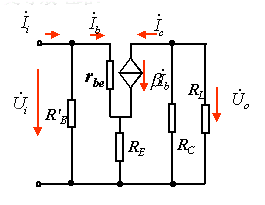 İi İb İc
rbe βİb RL
U̇i R'B U̇o
RE RC